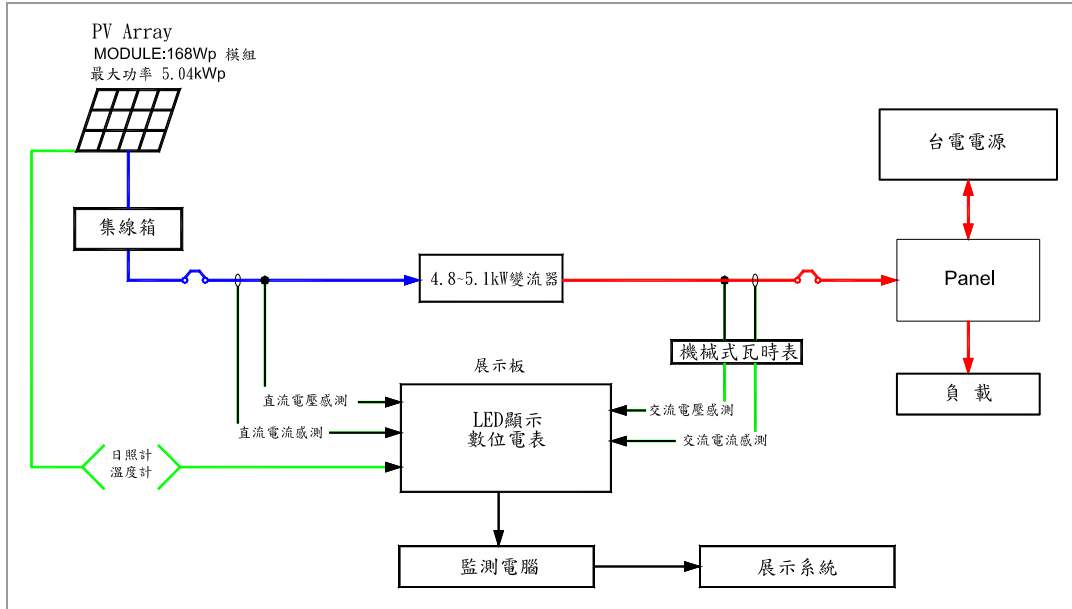 PV Array
MODULE:168Wp 模組
最大功率 5.04kWp
台電電源
集線箱
4.8~5.1kW變流器
Panel
機械式瓦時表
展示板
負載
直流電壓感測
交流電壓感測
LED顯示
數位電表
直流電流感測
交流電流感測
日照計
溫度計
監測電腦
展示系統